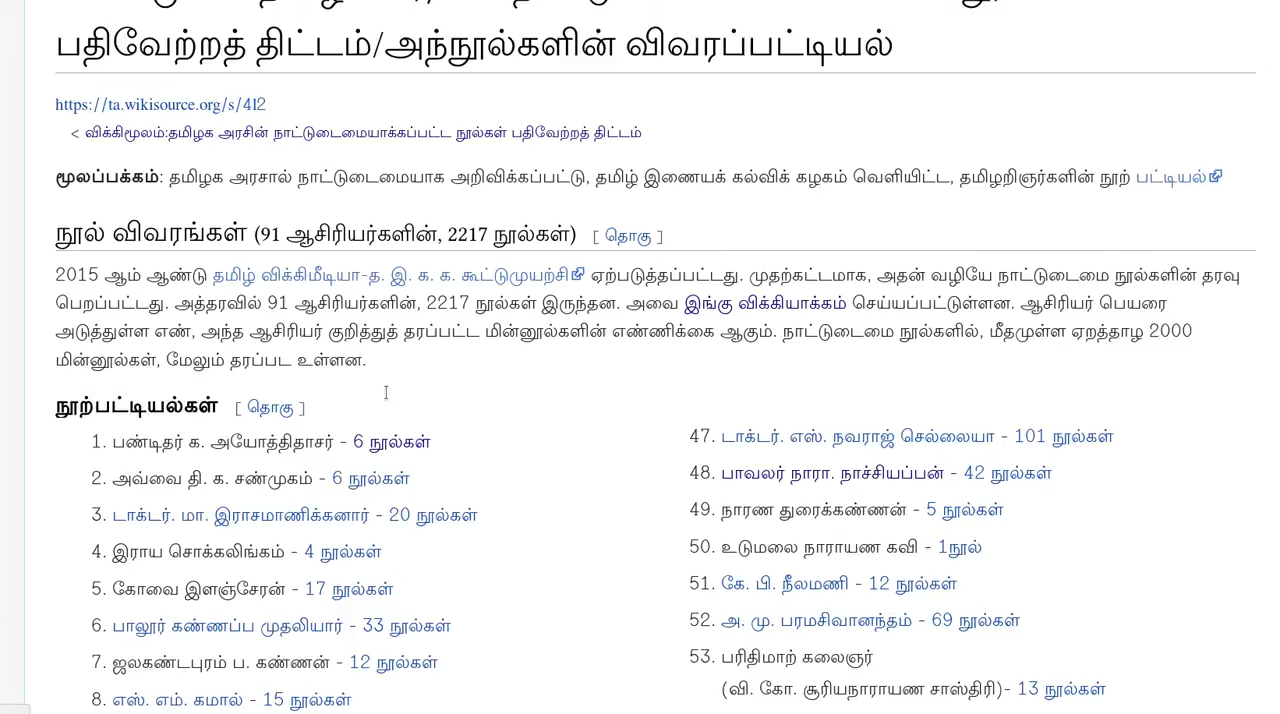 பதிவேற்றத் திட்டம்/அந்நூல்களின் விவரப்பட்டியல்
https://ta.wikisource.org/s/4l2
< விக்கிமூலம்:தமிழக அரசின் நாட்டுடைமையாக்கப்பட்ட நூல்கள் பதிவேற்றத் திட்டம்
மூலப்பக்கம்: தமிழக அரசால் நாட்டுடைமையாக அறிவிக்கப்பட்டு, தமிழ் இணையக் கல்விக் கழகம் வெளியிட்ட, தமிழறிஞர்களின் நூற் பட்டியல்
நூல் விவரங்கள் (91 ஆசிரியர்களின், 2217 நூல்கள்) [ தொகு ]
2015 ஆம் ஆண்டு தமிழ் விக்கிமீடியா-த. இ. க. க. கூட்டுமுயற்சி ஏற்படுத்தப்பட்டது. முதற்கட்டமாக, அதன் வழியே நாட்டுடைமை நூல்களின் தரவு
பெறப்பட்டது. அத்தரவில் 91 ஆசிரியர்களின், 2217 நூல்கள் இருந்தன. அவை இங்கு விக்கியாக்கம் செய்யப்பட்டுள்ளன. ஆசிரியர் பெயரை
அடுத்துள்ள எண், அந்த ஆசிரியர் குறித்துத் தரப்பட்ட மின்னூல்களின் எண்ணிக்கை ஆகும். நாட்டுடைமை நூல்களில், மீதமுள்ள ஏறத்தாழ 2000
மின்னூல்கள், மேலும் தரப்பட உள்ளன.
நூற்பட்டியல்கள் [ தொகு ]
1. பண்டிதர் க. அயோத்திதாசர் - 6 நூல்கள்
2. அவ்வை தி. க. சண்முகம் - 6 நூல்கள்
3. டாக்டர். மா. இராசமாணிக்கனார் - 20 நூல்கள்
4. இராய சொக்கலிங்கம் - 4 நூல்கள்
5. கோவை இளஞ்சேரன் - 17 நூல்கள்
6. பாலூர் கண்ணப்ப முதலியார் - 33 நூல்கள்
7. ஜலகண்டபுரம் ப. கண்ணன் - 12 நூல்கள்
8. எஸ். எம். கமால் - 15 நூல்கள்
47. டாக்டர். எஸ். நவராஜ் செல்லையா - 101 நூல்கள்
48. பாவலர் நாரா. நாச்சியப்பன் - 42 நூல்கள்
49. நாரண துரைக்கண்ணன் - 5 நூல்கள்
50. உடுமலை நாராயண கவி - 1நூல்
51. கே. பி. நீலமணி - 12 நூல்கள்
52. அ. மு. பரமசிவானந்தம் - 69 நூல்கள்
53. பரிதிமாற் கலைஞர்
(வி. கோ. சூரியநாராயண சாஸ்திரி)- 13 நூல்கள்